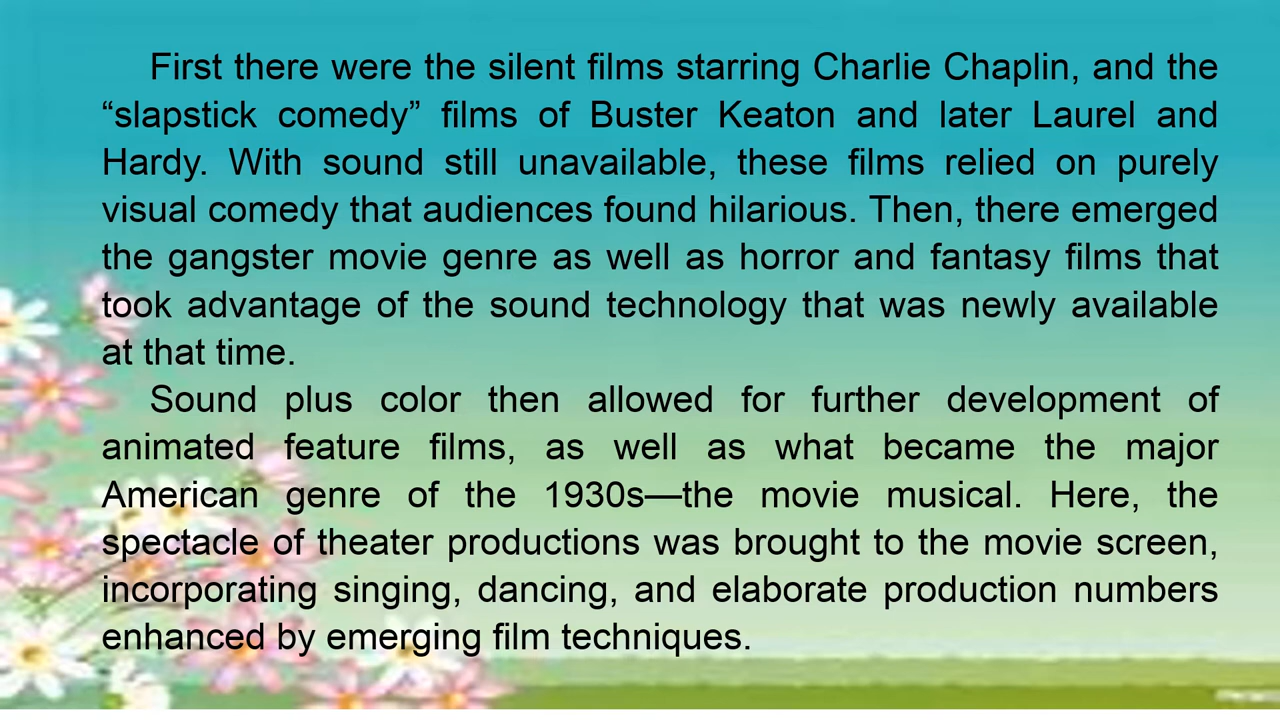 First there were the silent films starring Charlie Chaplin, and the
“slapstick comedy” films of Buster Keaton and later Laurel and
Hardy. With sound still unavailable, these films relied on purely
visual comedy that audiences found hilarious. Then, there emerged
the gangster movie genre as well as horror and fantasy films that
took advantage of the sound technology that was newly available
at that time.
Sound plus color then allowed for further development of
animated feature films, as well as what became the major
American genre of the 1930s—the movie musical. Here, the
spectacle of theater productions was brought to the movie screen,
incorporating singing, dancing, and elaborate production numbers
enhanced by emerging film techniques.